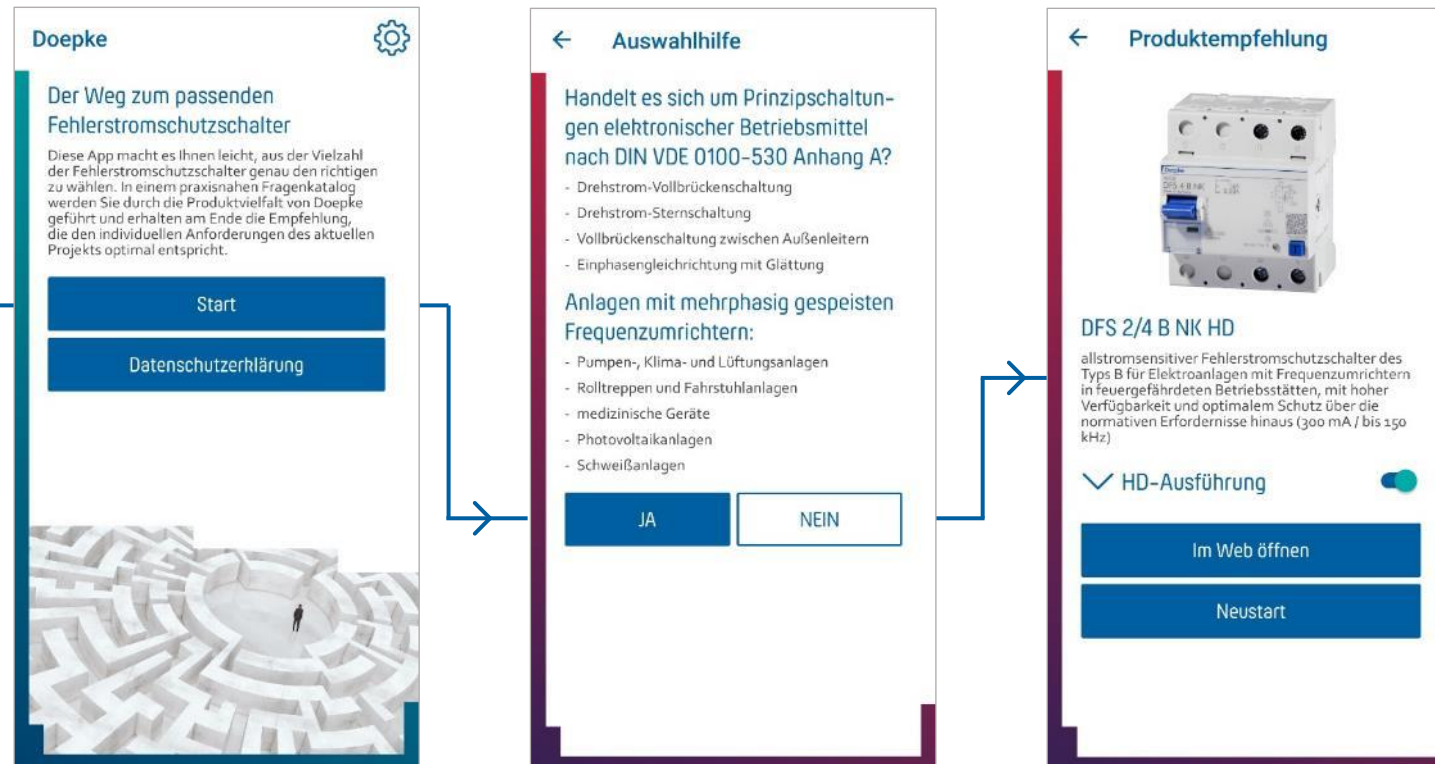 Doepke
Der Weg zum passenden
Fehlerstromschutzschalter
Diese App macht es Ihnen leicht, aus der Vielzahl
der Fehlerstromschutzschalter genau den richtigen
zu wählen. In einem praxisnahen Fragenkatalog
werden Sie durch die Produktvielfalt von Doepke
geführt und erhalten am Ende die Empfehlung,
die den individuellen Anforderungen des aktuellen
Projekts optimal entspricht.
Start
Datenschutzerklärung
Auswahlhilfe
Handelt es sich um Prinzipschaltun-
gen elektronischer Betriebsmittel
nach DIN VDE 0100-530 Anhang A?
- Drehstrom-Vollbrückenschaltung
- Drehstrom-Sternschaltung
- Vollbrückenschaltung zwischen Außenleitern
- Einphasengleichrichtung mit Glättung
Anlagen mit mehrphasig gespeisten
Frequenzumrichtern:
- Pumpen-, Klima- und Lüftungsanlagen
- Rolltreppen und Fahrstuhlanlagen
- medizinische Geräte
- Photovoltaikanlagen
- Schweißanlagen
JA
NEIN
Produktempfehlung
Doepke
DFS 4 B NK
DFS 2/4 B NK HD
allstromsensitiver Fehlerstromschutzschalter des
Typs B für Elektroanlagen mit Frequenzumrichtern
in feuergefährdeten Betriebsstätten, mit hoher
Verfügbarkeit und optimalem Schutz über die
normativen Erfordernisse hinaus (300 mA / bis 150
kHz)
HD-Ausführung
Im Web öffnen
Neustart